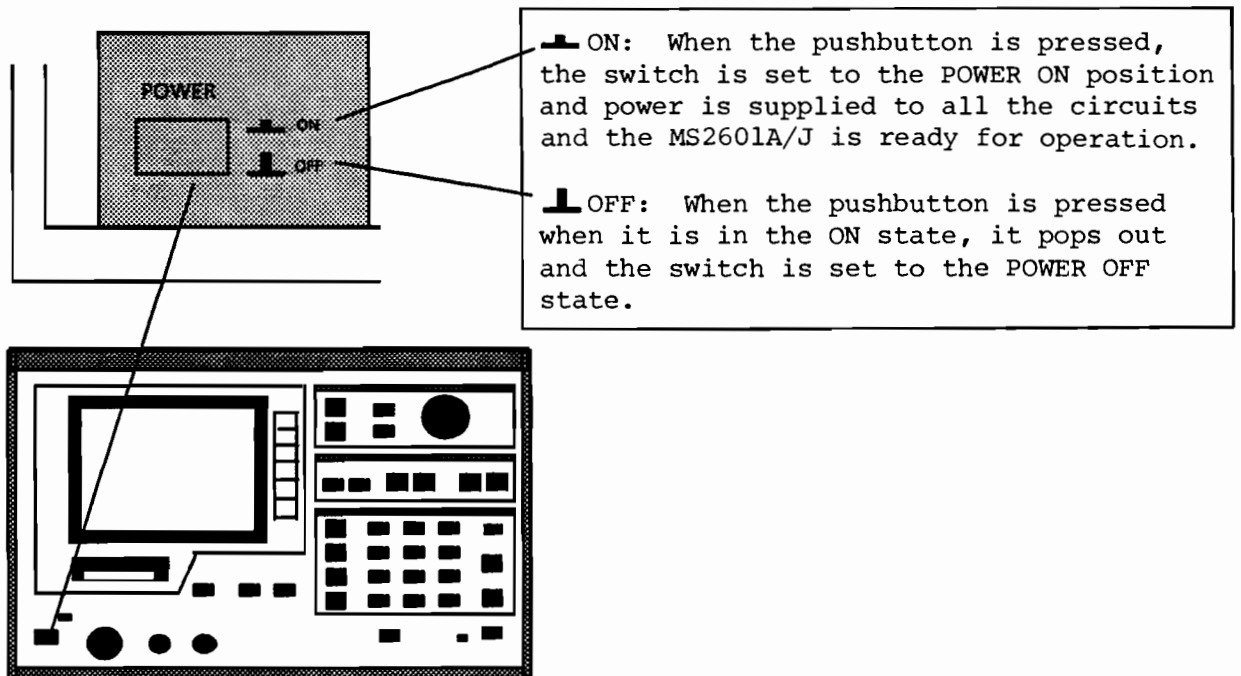 POWER
ON
OFF
ON: When the pushbutton is pressed,
the switch is set to the POWER ON position
and power is supplied to all the circuits
and the MS2601A/J is ready for operation.
OFF: When the pushbutton is pressed
when it is in the ON state, it pops out
and the switch is set to the POWER OFF
state.